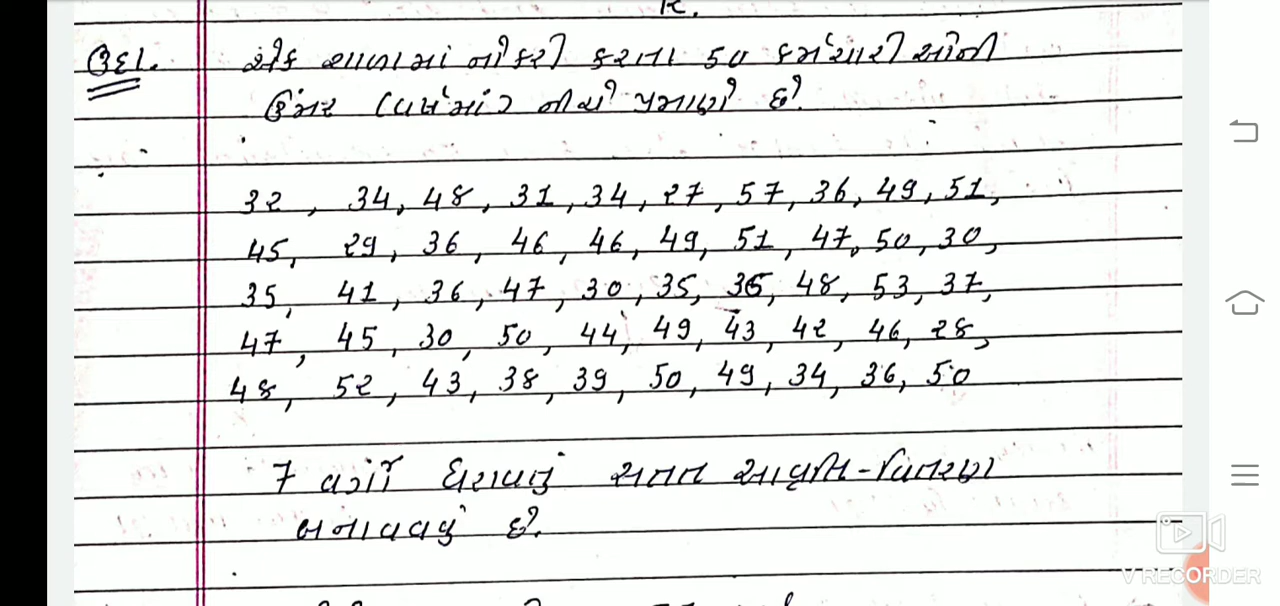 R.
ઉદા. એક શાળામાં નોકરી કરતા 50 કર્મચારીઓની
ઉંમર (વર્ષમાં) નીચે પ્રમાણે છે.
32, 34, 48, 31, 34, 27, 57, 36, 49, 51,
45, 29, 36, 46, 46, 49, 51, 47, 50, 30,
35, 41, 36, 47, 30, 35, 36, 48, 53, 37,
47, 45, 30, 50, 44, 49, 43, 42, 46, 28,
48, 52, 43, 38, 39, 50, 49, 34, 36, 50
7 વર્ગો ધરાવતું સતત આવૃત્તિ-વિતરણ
બનાવવવું છે.
V RECORDER